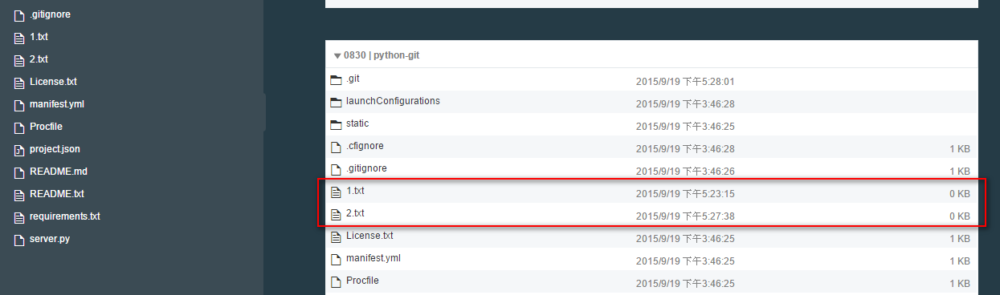 .gitignore
1.txt
2.txt
License.txt
manifest.yml
Procfile
project.json
README.md
README.txt
requirements.txt
server.py
0830 | python-git
.git 2015/9/19 下午5:28:01
launchConfigurations 2015/9/19 下午3:46:28
static 2015/9/19 下午3:46:25
.cfignore 2015/9/19 下午3:46:28 1 KB
.gitignore 2015/9/19 下午3:46:26 1 KB
1.txt 2015/9/19 下午5:23:15 0 KB
2.txt 2015/9/19 下午5:27:38 0 KB
License.txt 2015/9/19 下午3:46:25 1 KB
manifest.yml 2015/9/19 下午3:46:25 1 KB
Procfile 2015/9/19 下午3:46:25 1 KB